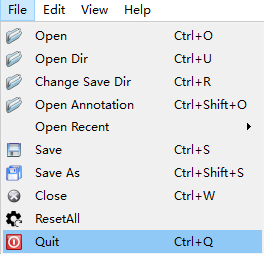 File Edit View Help
Open Ctrl+O
Open Dir Ctrl+U
Change Save Dir Ctrl+R
Open Annotation Ctrl+Shift+O
Open Recent
Save Ctrl+S
Save As Ctrl+Shift+S
Close Ctrl+W
ResetAll
Quit Ctrl+Q